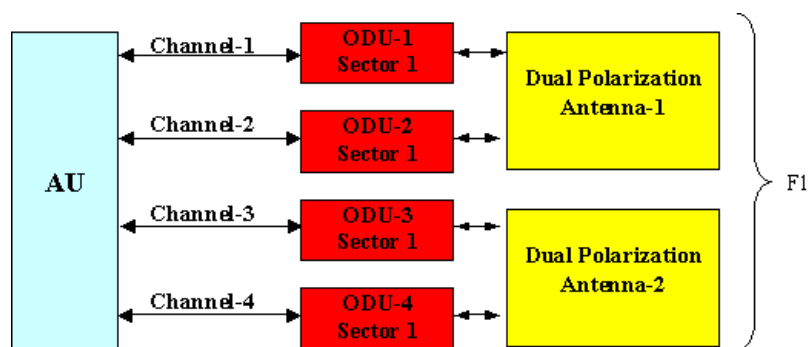 Channel-1
ODU-1
Sector 1
Dual Polarization
Antenna-1
Channel-2
ODU-2
Sector 1
AU
F1
Channel-3
ODU-3
Sector 1
Dual Polarization
Antenna-2
Channel-4
ODU-4
Sector 1